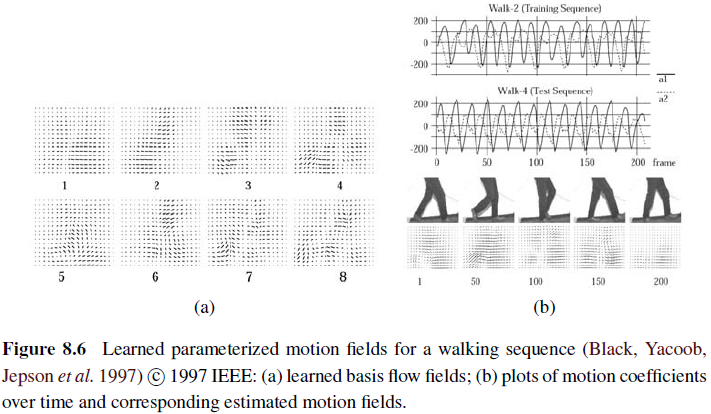 Walk-2 (Training Sequence)
200
0
-200
a1
a2
Walk-4 (Test Sequence)
200
0
-200
0 50 100 150 200 frame
1 2 3 4
5 6 7 8
1 50 100 150 200
(a) (b)
Figure 8.6 Learned parameterized motion fields for a walking sequence (Black, Yacoob,
Jepson et al. 1997) © 1997 IEEE: (a) learned basis flow fields; (b) plots of motion coefficients
over time and corresponding estimated motion fields.